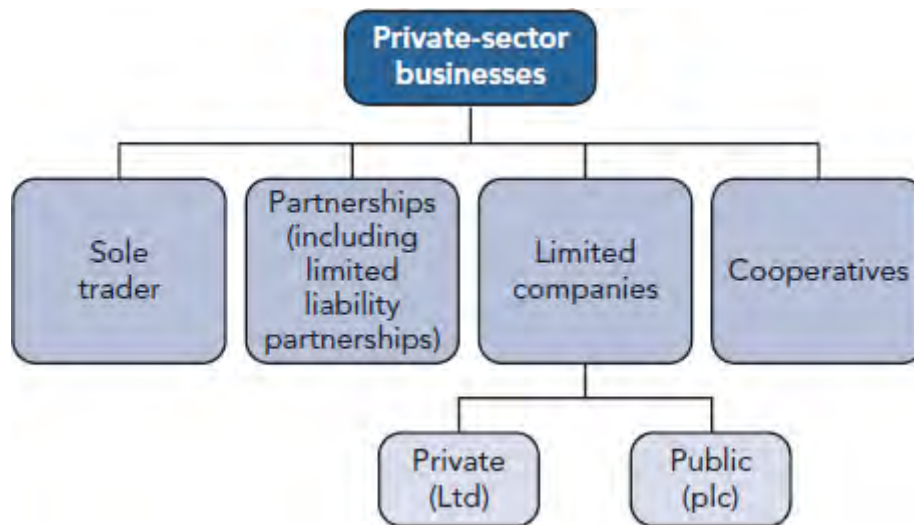 Private-sector
businesses
Sole
trader
Partnerships
(including
limited
liability
partnerships)
Limited
companies
Cooperatives
Private
(Ltd)
Public
(plc)